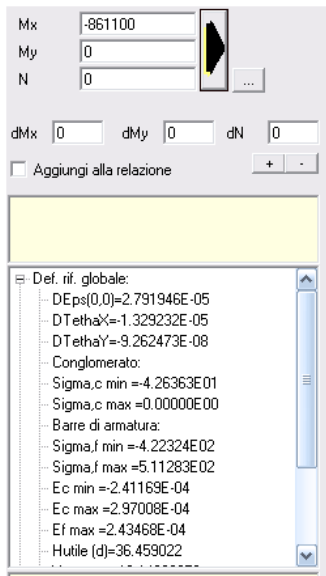 Mx -861100
My 0
N 0
...
dMx 0 dMy 0 dN 0
Aggiungi alla relazione + -
Def. rif. globale:
DEps(0,0)=2.791946E-05
DTethaX=-1.329232E-05
DTethaY=-9.262473E-08
Conglomerato:
Sigma,c min =-4.26363E01
Sigma,c max =0.00000E00
Barre di armatura:
Sigma,f min =-4.22324E02
Sigma,f max =5.11283E02
Ec min =-2.41169E-04
Ec max =2.97008E-04
Ef max =2.43468E-04
Hutile (d)=36.459022